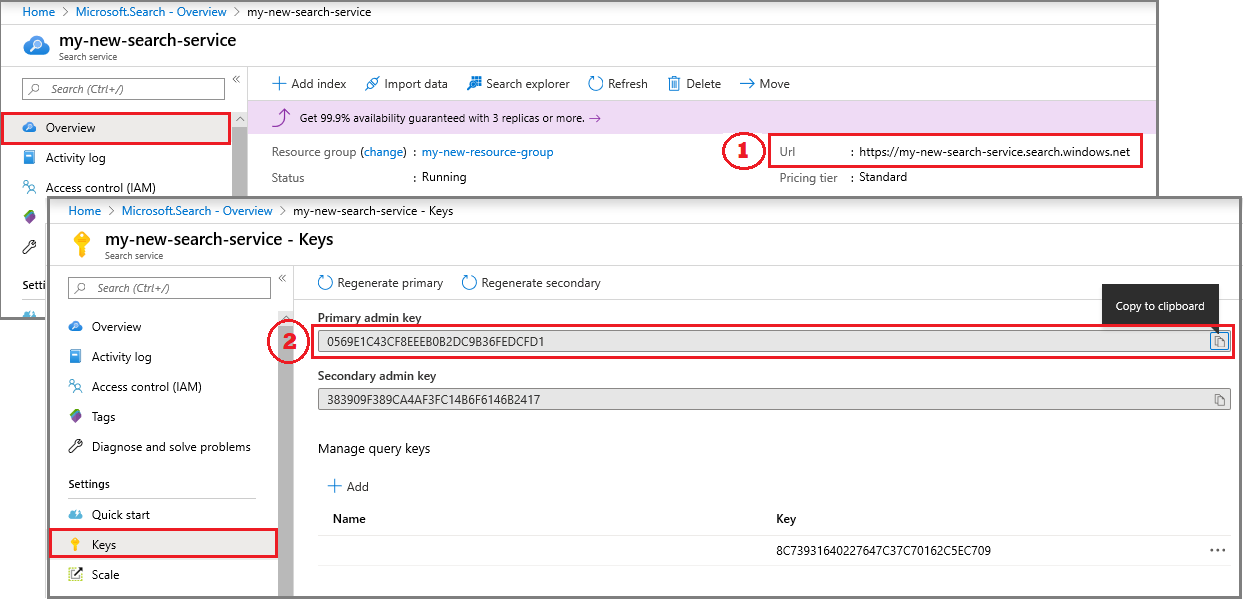 Home > Microsoft.Search - Overview > my-new-search-service
my-new-search-service
Search service
Search (Ctrl+/)
«
Add index
Import data
Search explorer
Refresh
Delete
Move
Get 99.9% availability guaranteed with 3 replicas or more. →
Overview
Activity log
Access control (IAM)
Resource group (change) : my-new-resource-group
Status : Running
1
Url : https://my-new-search-service.search.windows.net
Pricing tier : Standard
Setti
Home > Microsoft.Search - Overview > my-new-search-service - Keys
my-new-search-service - Keys
Search service
Search (Ctrl+/)
«
Overview
Activity log
Access control (IAM)
Tags
Diagnose and solve problems
Settings
Quick start
Keys
Scale
Regenerate primary
Regenerate secondary
Copy to clipboard
2
Primary admin key
0569E1C43CF8EEEB0B2DC9B36FEDCFD1
Secondary admin key
383909F389CA4AF3FC14B6F6146B2417
Manage query keys
Add
Name Key
8C73931640227647C37C70162C5EC709